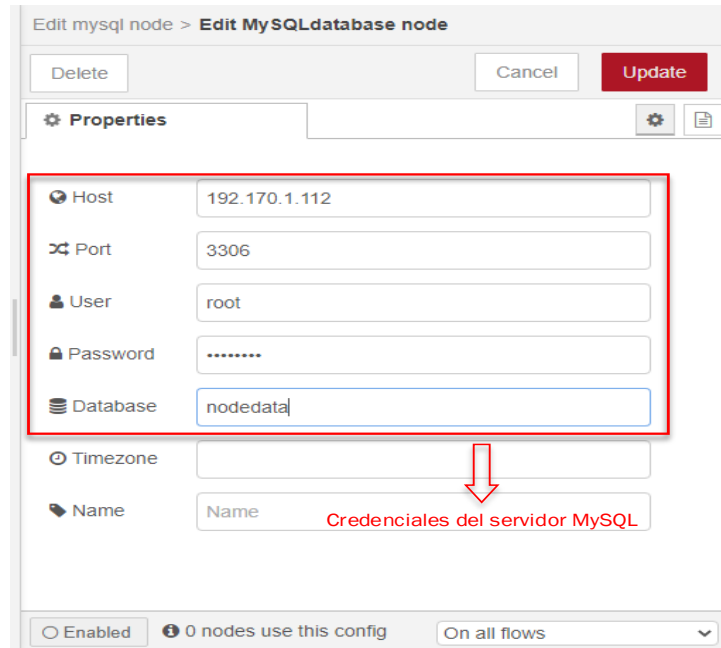 Edit mysql node > Edit MySQLdatabase node
Delete Cancel Update
Properties
Host 192.170.1.112
Port 3306
User root
Password ••••••••
Database nodedata
Timezone
Name Name
Credenciales del servidor MySQL
Enabled 0 nodes use this config On all flows